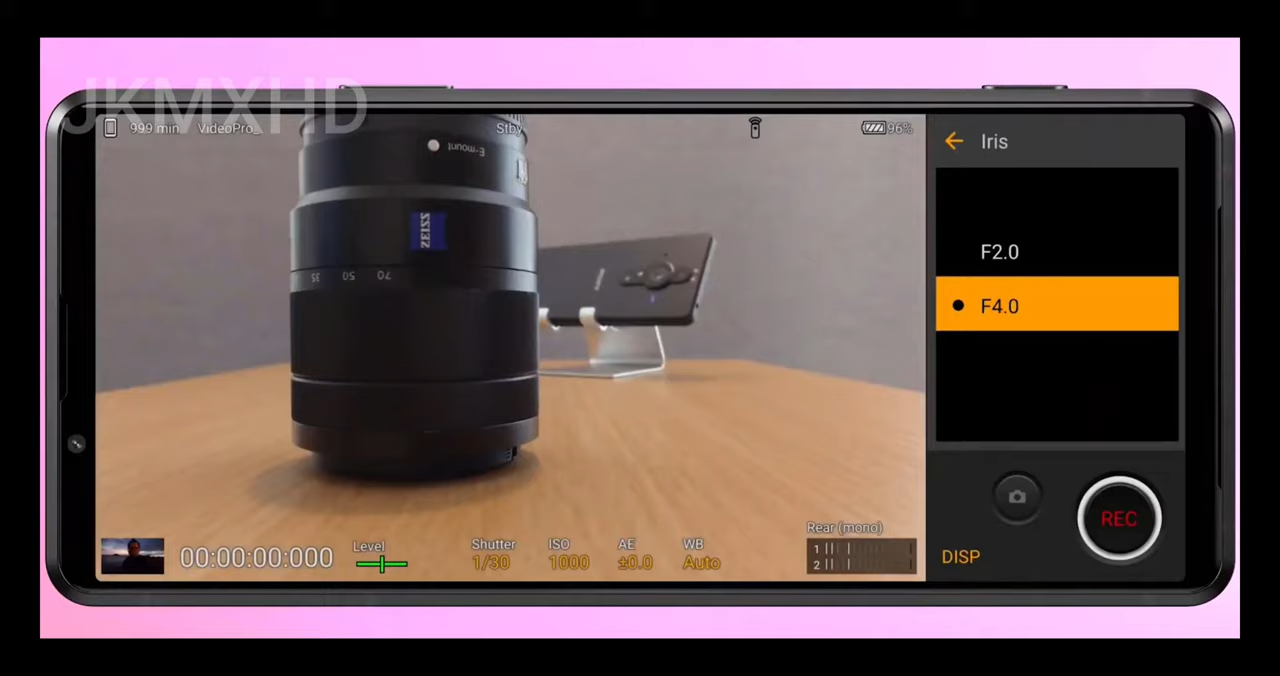 JKMXHD
999 min
VideoPro_
Stby
96%
Iris
E-mount
ZEISS
35 50 70
F2.0
F4.0
REC
DISP
00:00:00:000
Level
Shutter
1/30
ISO
1000
AE
±0.0
WB
Auto
Rear (mono)
1
2